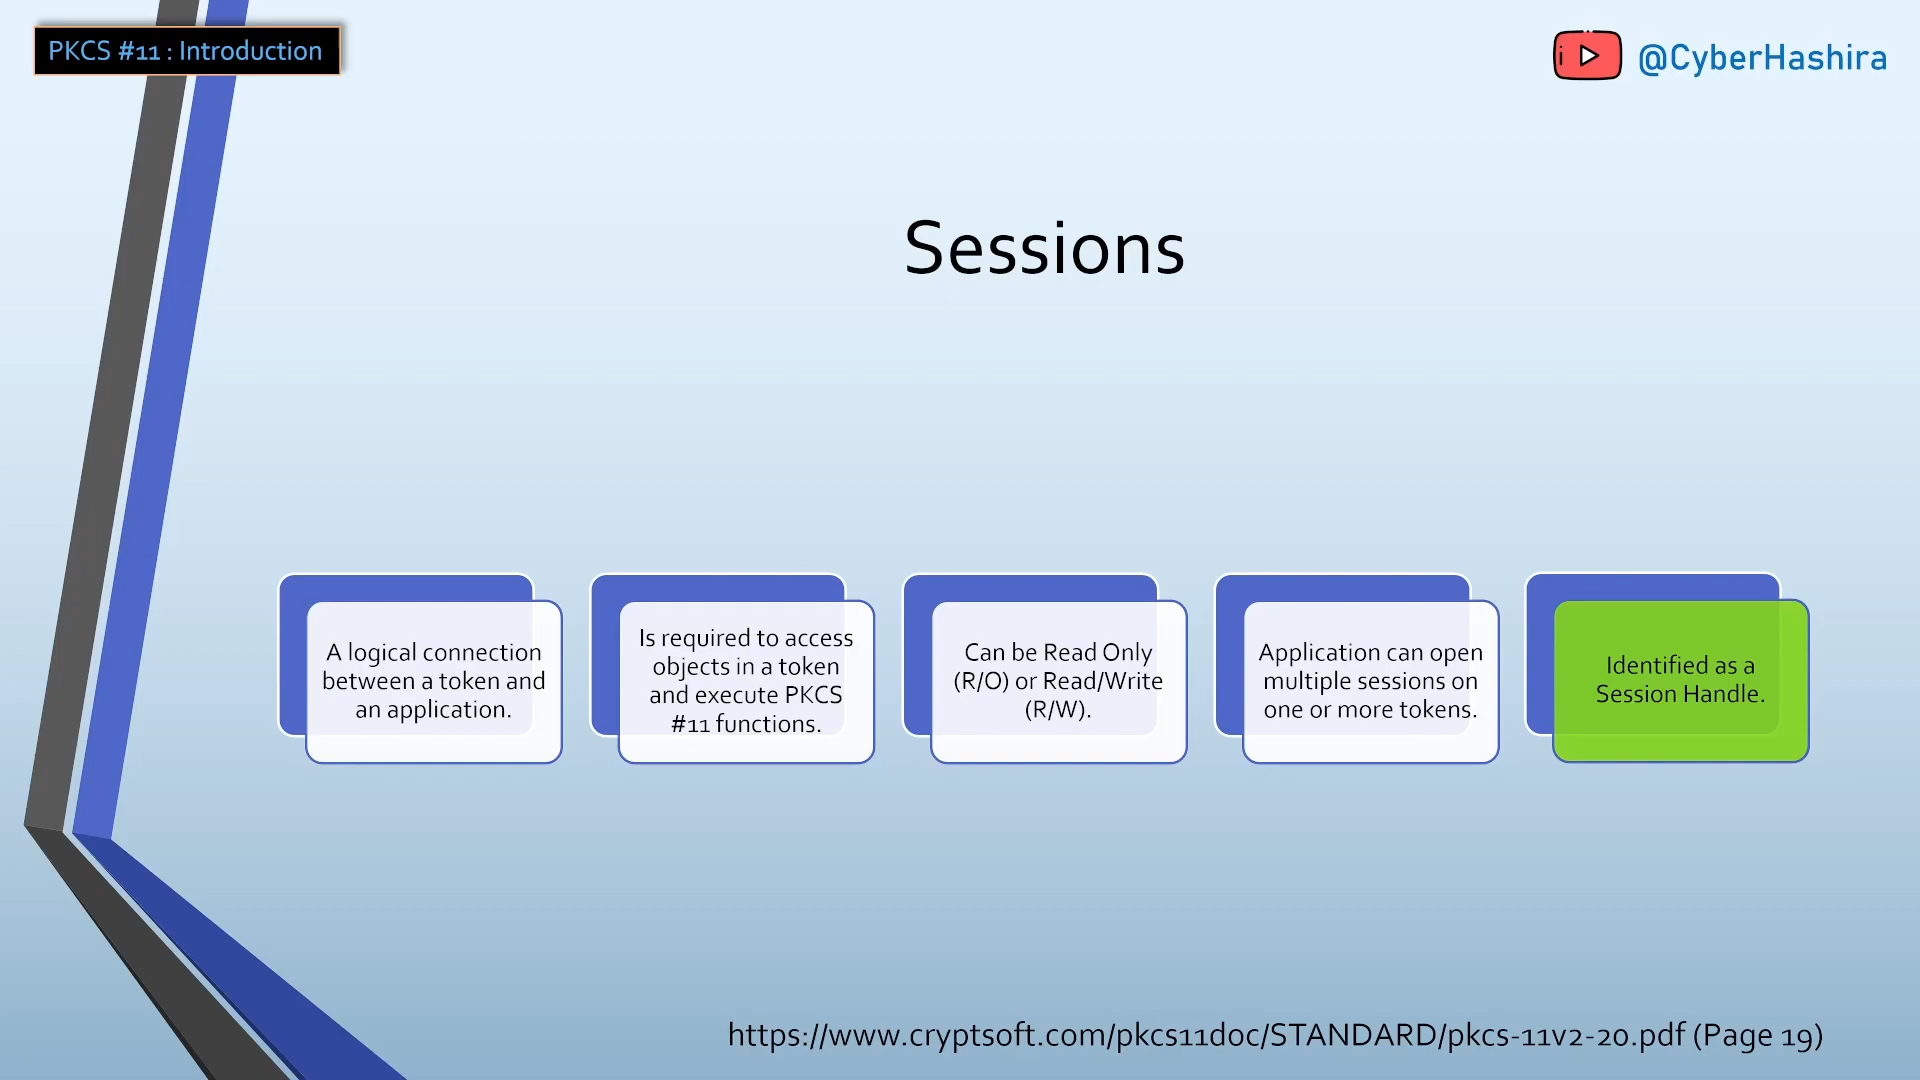 PKCS #11 : Introduction
@CyberHashira
Sessions
A logical connection
between a token and
an application.
Is required to access
objects in a token
and execute PKCS
#11 functions.
Can be Read Only
(R/O) or Read/Write
(R/W).
Application can open
multiple sessions on
one or more tokens.
Identified as a
Session Handle.
https://www.cryptsoft.com/pkcs11doc/STANDARD/pkcs-11v2-20.pdf (Page 19)